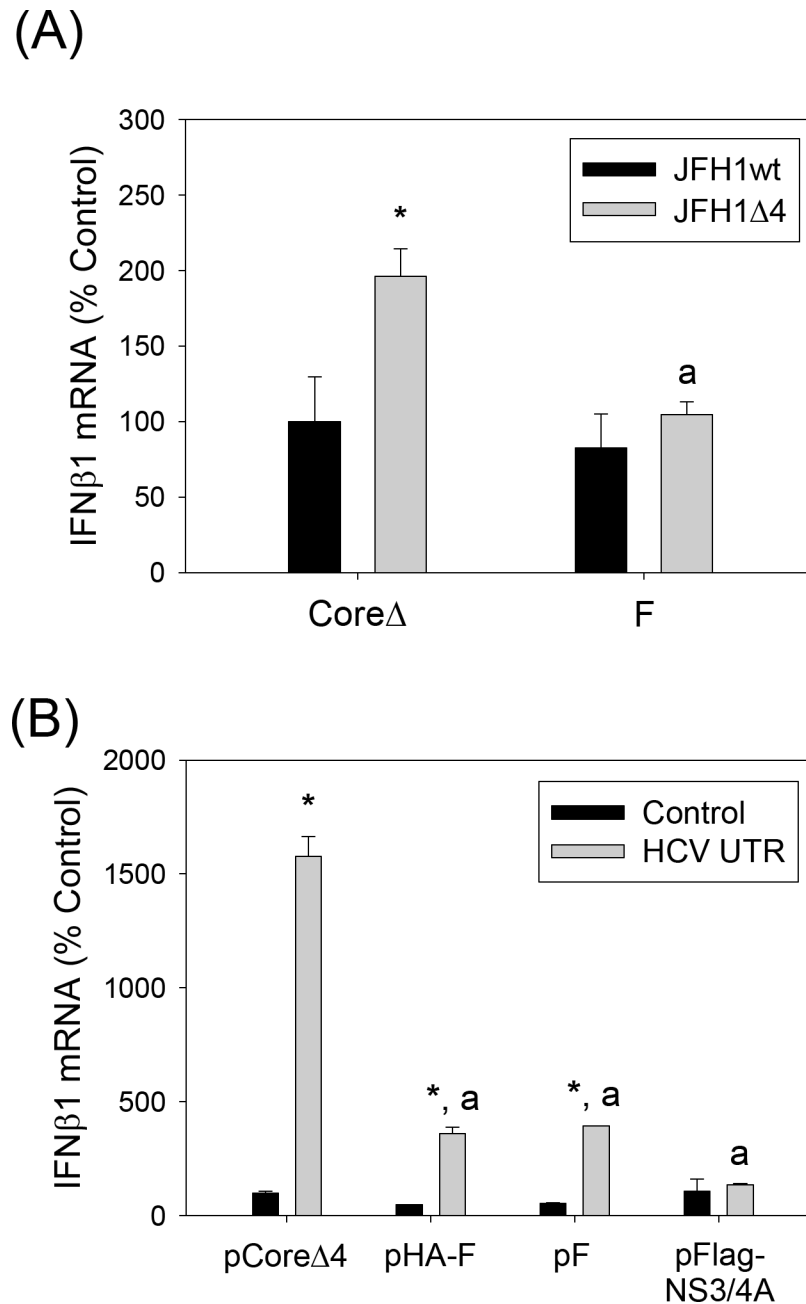 (A)
300
250
200
150
100
50
0
IFNβ1 mRNA (% Control)
JFH1wt
JFH1Δ4
*
a
CoreΔ
F
(B)
2000
1500
1000
500
0
IFNβ1 mRNA (% Control)
Control
HCV UTR
*
*, a
*, a
a
pCoreΔ4
pHA-F
pF
pFlag-
NS3/4A